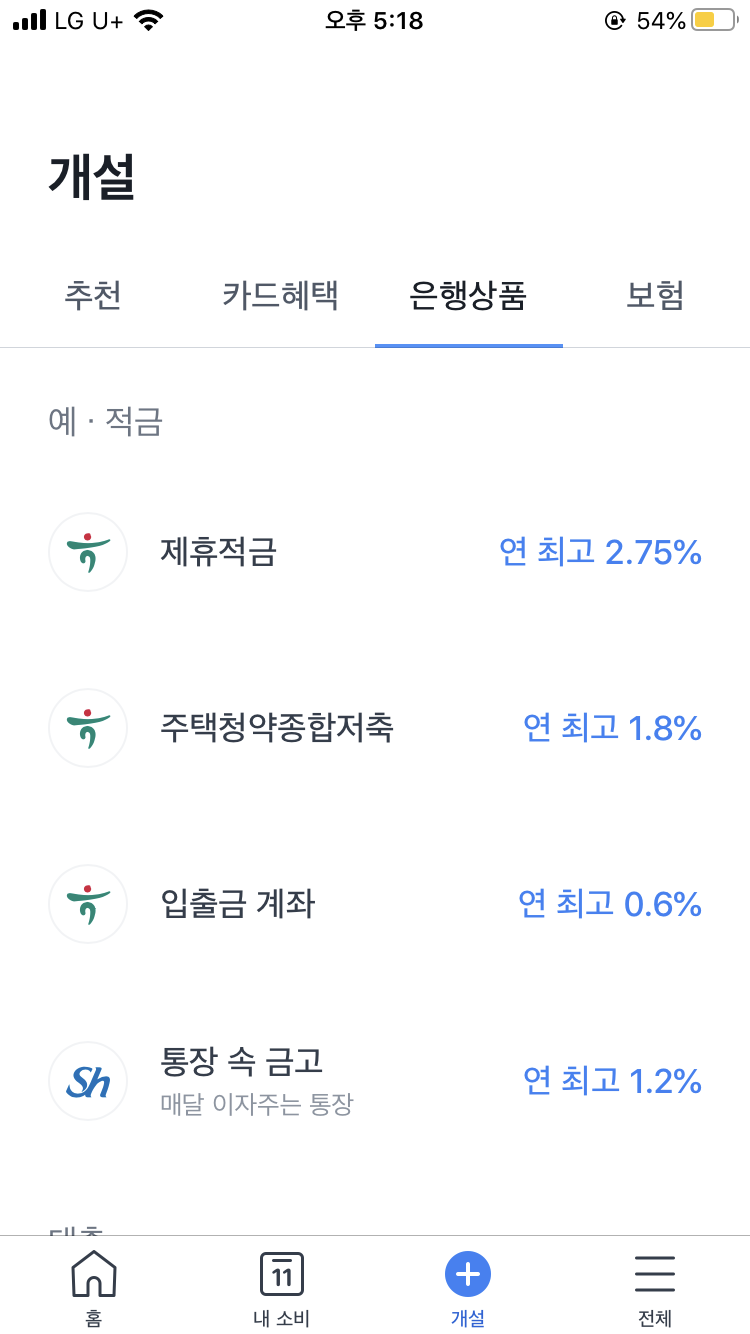 LG U+ 오후 5:18 54%
개설
추천 카드혜택 은행상품 보험
예 · 적금
제휴적금 연 최고 2.75%
주택청약종합저축 연 최고 1.8%
입출금 계좌 연 최고 0.6%
Sh 통장 속 금고 연 최고 1.2%
매달 이자주는 통장
11
홈 내 소비 개설 전체